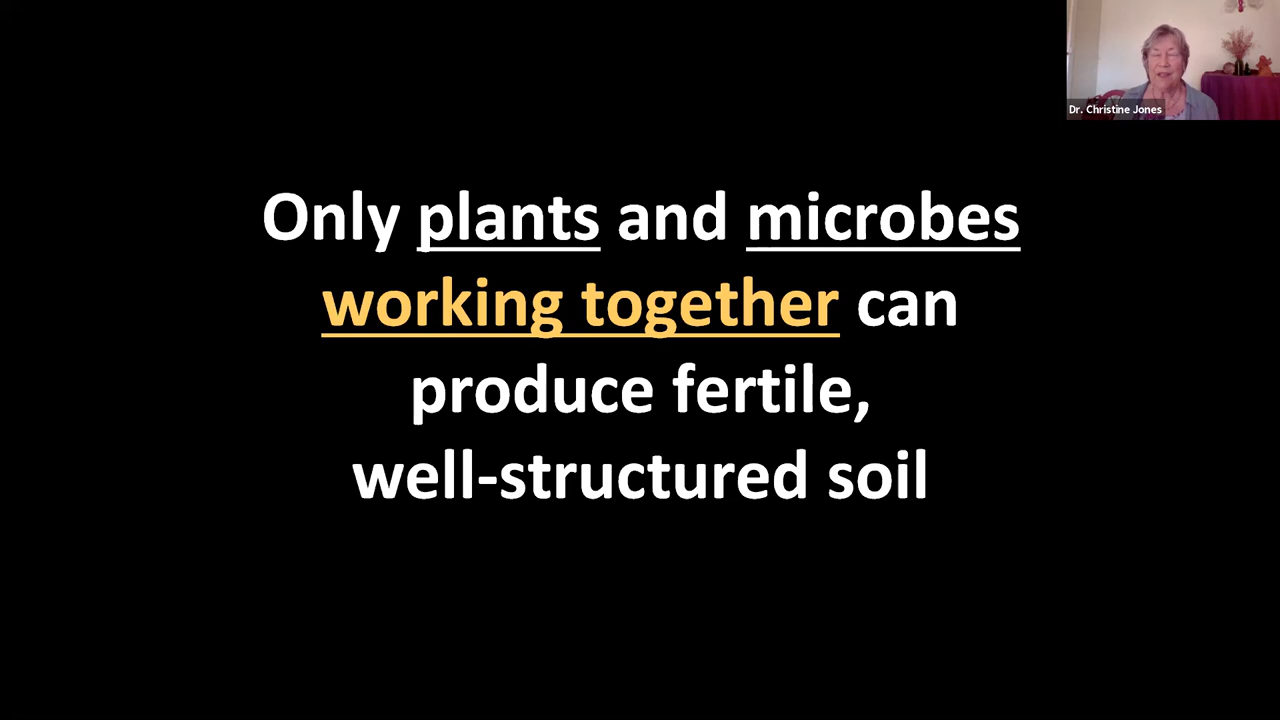 Dr. Christine Jones
Only plants and microbes
working together can
produce fertile,
well-structured soil